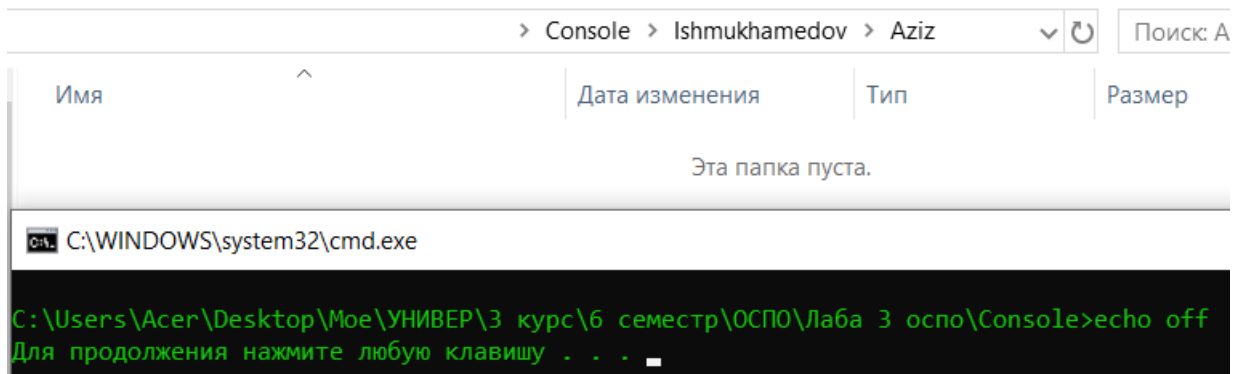 > Console > Ishmukhamedov > Aziz Поиск: А
Имя Дата изменения Тип Размер
Эта папка пуста.
C:\WINDOWS\system32\cmd.exe
C:\Users\Acer\Desktop\Мое\УНИВЕР\3 курс\6 семестр\ОСПО\Лаба 3 оспо\Console>echo off
Для продолжения нажмите любую клавишу . . .